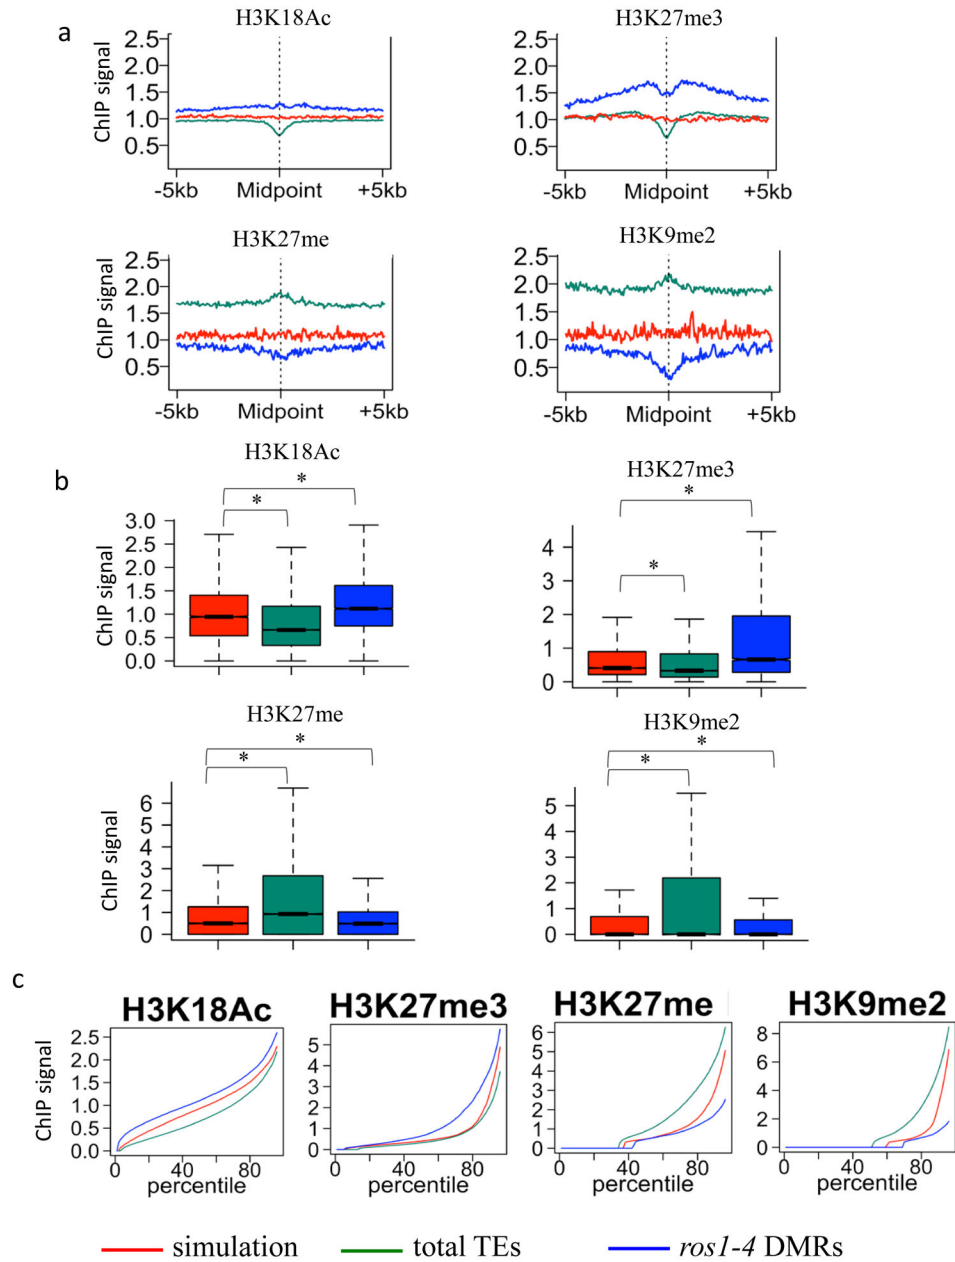 a
H3K18Ac
ChIP signal
2.5
2.0
1.5
1.0
0.5
-5kb Midpoint +5kb
H3K27me3
2.5
2.0
1.5
1.0
0.5
-5kb Midpoint +5kb
H3K27me
ChIP signal
2.5
2.0
1.5
1.0
0.5
-5kb Midpoint +5kb
H3K9me2
2.5
2.0
1.5
1.0
0.5
-5kb Midpoint +5kb
b
H3K18Ac
*
*
ChIP signal
3.0
2.5
2.0
1.5
1.0
0.5
0.0
H3K27me3
*
*
4
3
2
1
0
H3K27me
*
*
ChIP signal
6
5
4
3
2
1
0
H3K9me2
*
*
5
4
3
2
1
0
c
H3K18Ac
ChIP signal
2.5
2.0
1.5
1.0
0.5
0.0
0 40 80
percentile
H3K27me3
5
4
3
2
1
0
0 40 80
percentile
H3K27me
6
5
4
3
2
1
0
0 40 80
percentile
H3K9me2
8
6
4
2
0
0 40 80
percentile
simulation total TEs ros1-4 DMRs